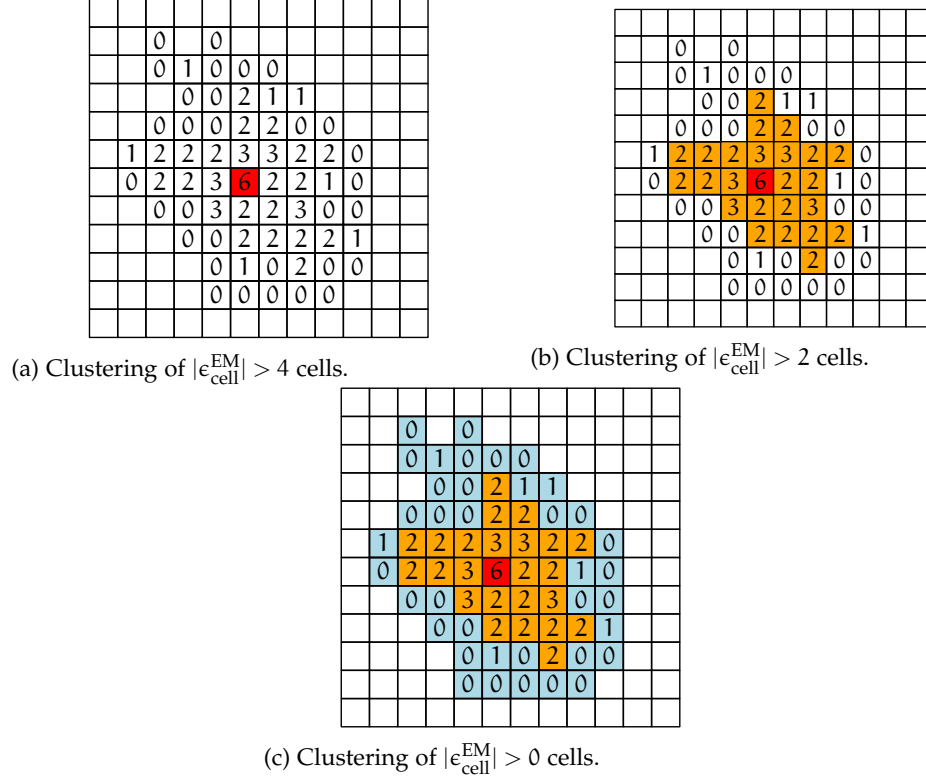 0 0
0 1 0 0 0
0 0 2 1 1
0 0 0 2 2 0 0
1 2 2 2 3 3 2 2 0
0 2 2 3 6 2 2 1 0
0 0 3 2 2 3 0 0
0 0 2 2 2 2 1
0 1 0 2 0 0
0 0 0 0 0
(a) Clustering of |ϵ^EM_cell| > 4 cells.
0 0
0 1 0 0 0
0 0 2 1 1
0 0 0 2 2 0 0
1 2 2 2 3 3 2 2 0
0 2 2 3 6 2 2 1 0
0 0 3 2 2 3 0 0
0 0 2 2 2 2 1
0 1 0 2 0 0
0 0 0 0 0
(b) Clustering of |ϵ^EM_cell| > 2 cells.
0 0
0 1 0 0 0
0 0 2 1 1
0 0 0 2 2 0 0
1 2 2 2 3 3 2 2 0
0 2 2 3 6 2 2 1 0
0 0 3 2 2 3 0 0
0 0 2 2 2 2 1
0 1 0 2 0 0
0 0 0 0 0
(c) Clustering of |ϵ^EM_cell| > 0 cells.